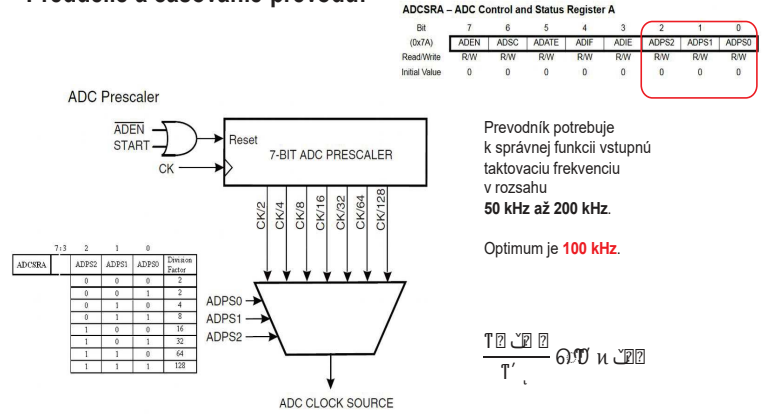 ADCSRA – ADC Control and Status Register A
Bit 7 6 5 4 3 2 1 0
(0x7A) ADEN ADSC ADATE ADIF ADIE ADPS2 ADPS1 ADPS0
Read/Write R/W R/W R/W R/W R/W R/W R/W R/W
Initial Value 0 0 0 0 0 0 0 0
ADC Prescaler
ADEN
START
CK
Reset
7-BIT ADC PRESCALER
CK/2
CK/4
CK/8
CK/16
CK/32
CK/64
CK/128
Prevodník potrebuje
k správnej funkcii vstupnú
taktovaciu frekvenciu
v rozsahu
50 kHz až 200 kHz.
Optimum je 100 kHz.
7:3 2 1 0
ADCSRA ADPS2 ADPS1 ADPS0 Division
Factor
0 0 0 2
0 0 1 2
0 1 0 4
0 1 1 8
1 0 0 16
1 0 1 32
1 1 0 64
1 1 1 128
ADPS0
ADPS1
ADPS2
ADC CLOCK SOURCE